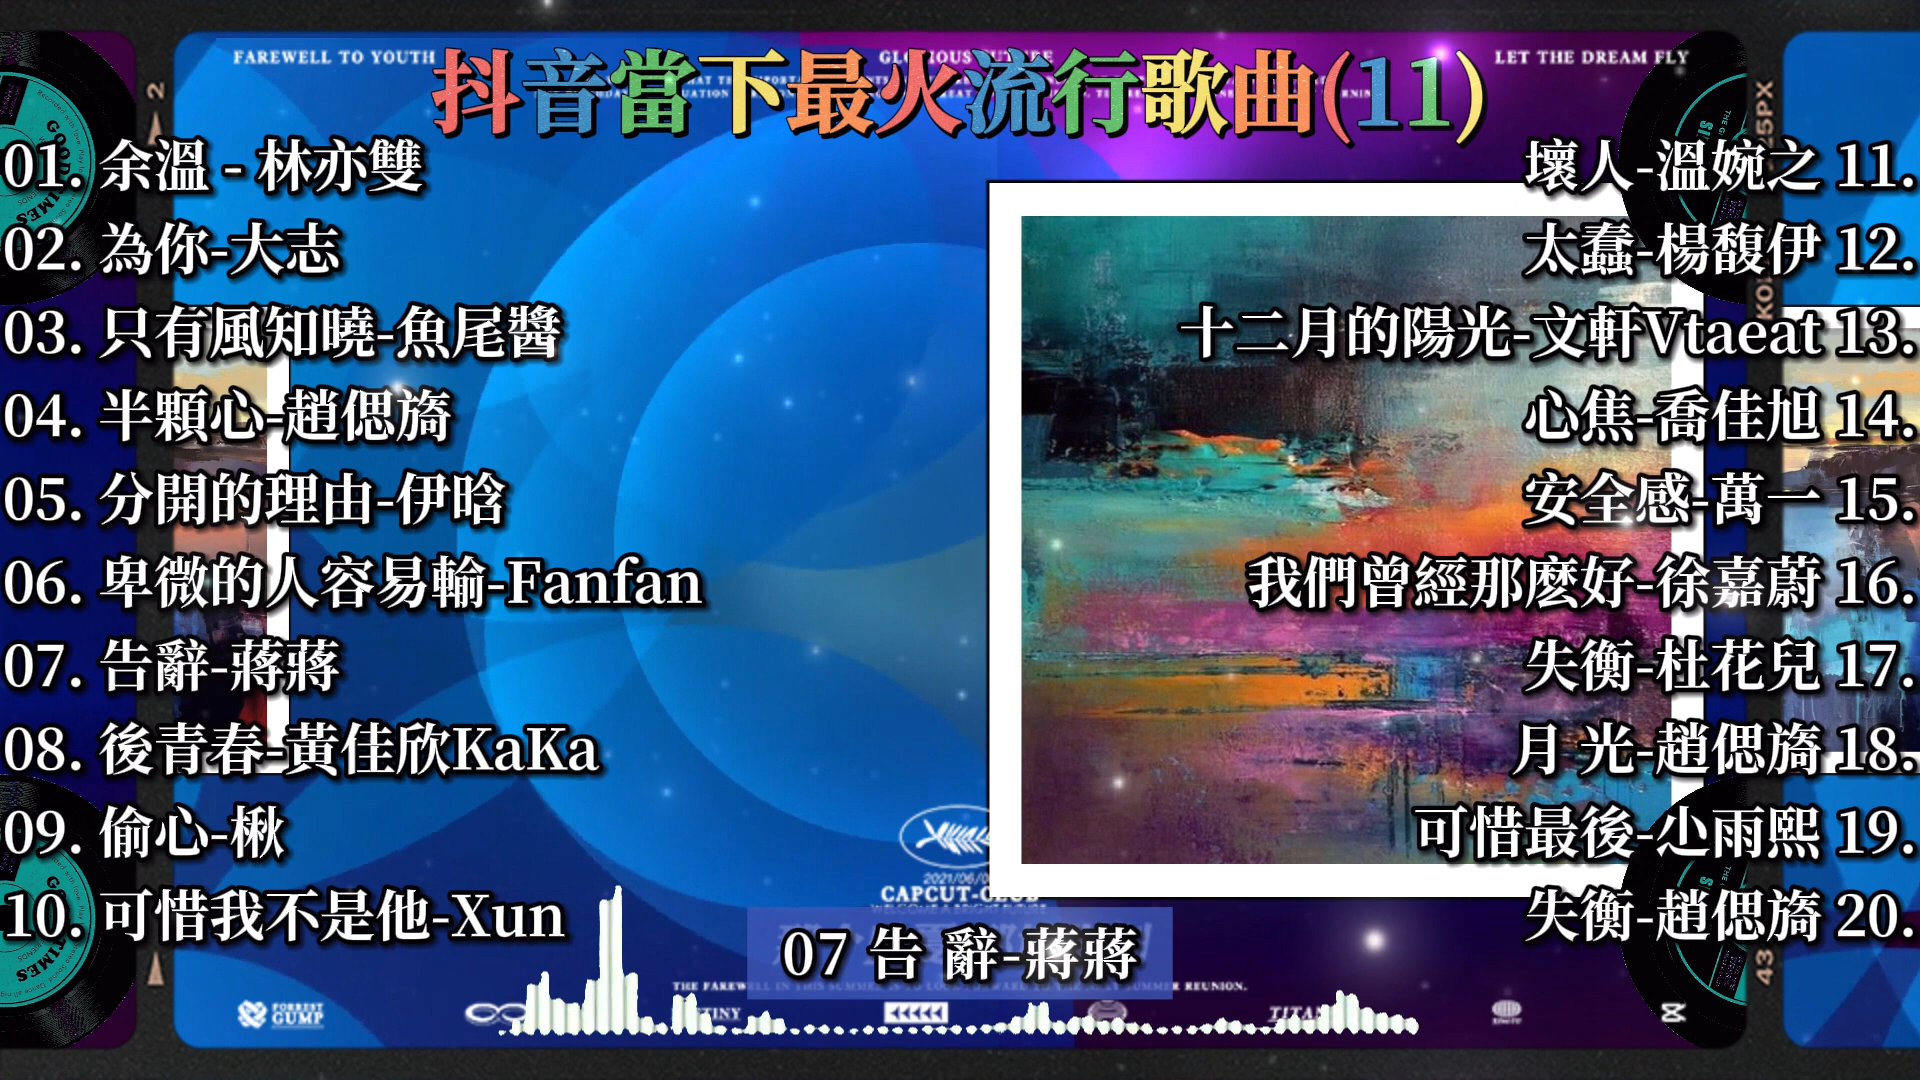 FAREWELL TO YOUTH
LET THE DREAM FLY
抖音當下最火流行歌曲(11)
01. 余溫 - 林亦雙
02. 為你-大志
03. 只有風知曉-魚尾醬
04. 半顆心-趙偲旖
05. 分開的理由-伊晗
06. 卑微的人容易輸-Fanfan
07. 告辭-蔣蔣
08. 後青春-黃佳欣KaKa
09. 偷心-楸
10. 可惜我不是他-Xun
壞人-溫婉之 11.
太蠢-楊馥伊 12.
十二月的陽光-文軒Vtaeat 13.
心焦-喬佳旭 14.
安全感-萬一 15.
我們曾經那麽好-徐嘉蔚 16.
失衡-杜花兒 17.
月 光-趙偲旖 18.
可惜最後-尐雨熙 19.
失衡-趙偲旖 20.
2021/06/0
CAPCUT-CLUB
07 告 辭-蔣蔣
FORREST
GUMP